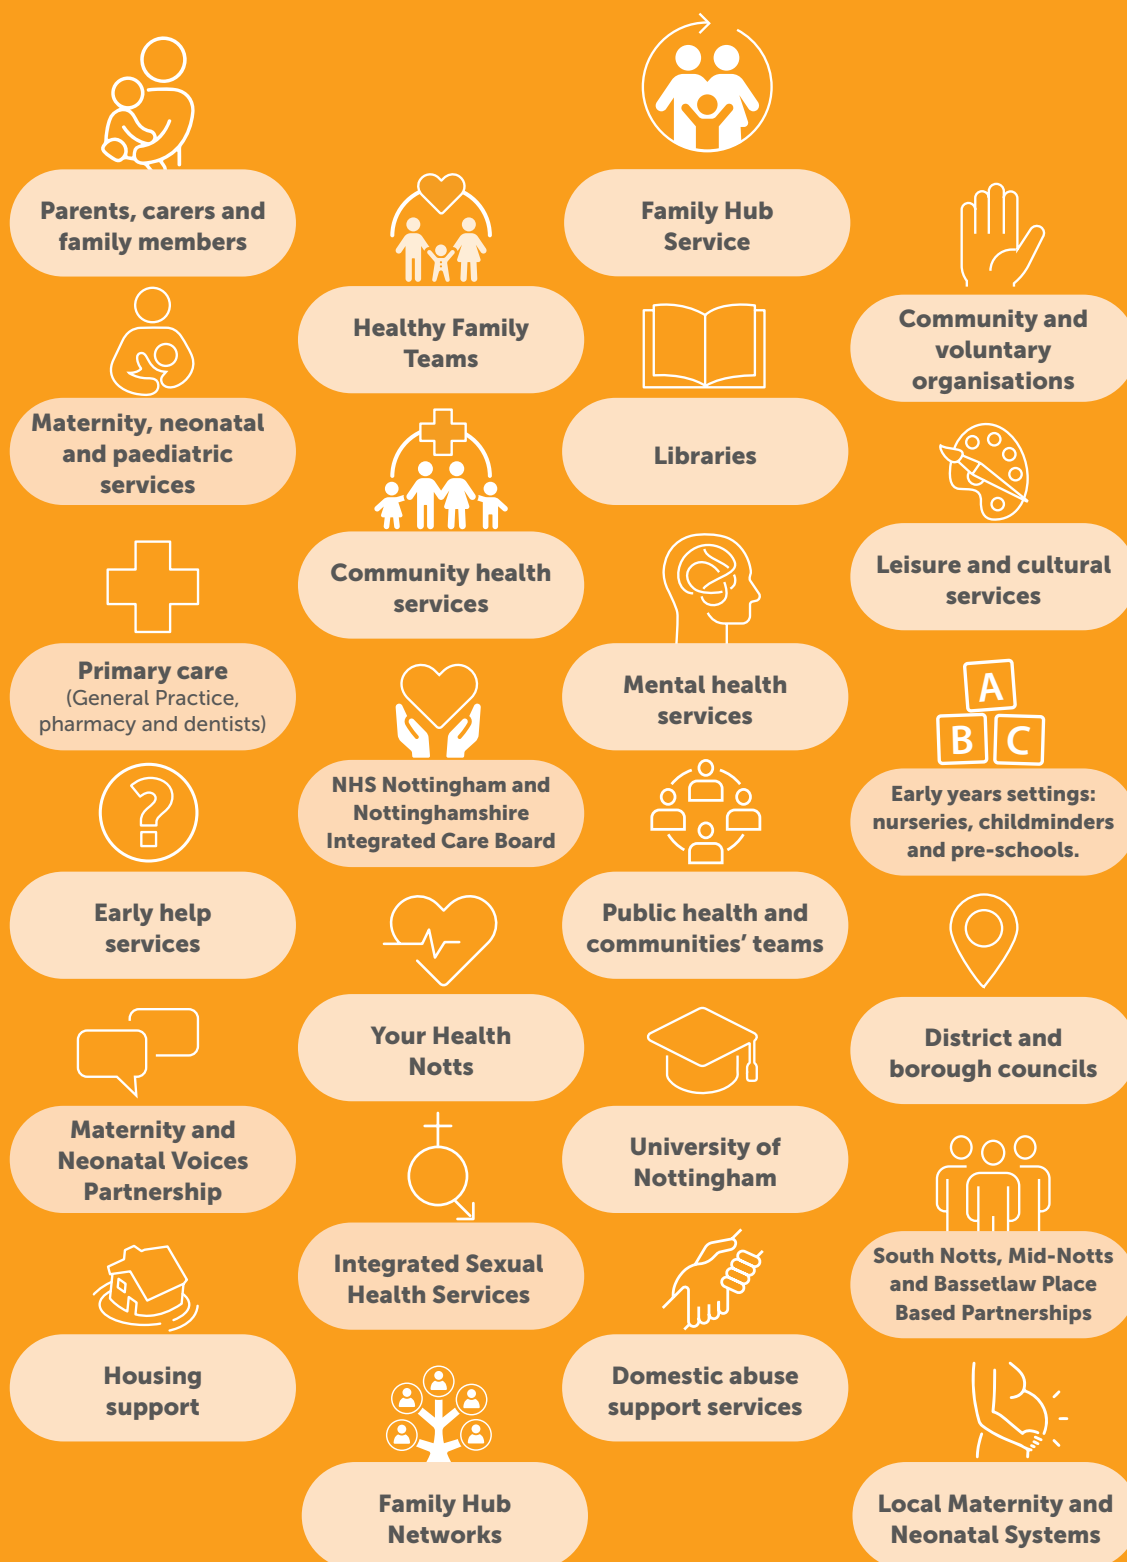 Parents, carers and
family members
Family Hub
Service
Healthy Family
Teams
Community and
voluntary
organisations
Maternity, neonatal
and paediatric
services
Libraries
Community health
services
Leisure and cultural
services
Primary care
(General Practice,
pharmacy and dentists)
Mental health
services
A
B C
NHS Nottingham and
Nottinghamshire
Integrated Care Board
Early years settings:
nurseries, childminders
and pre-schools.
?
Early help
services
Public health and
communities’ teams
Your Health
Notts
District and
borough councils
Maternity and
Neonatal Voices
Partnership
University of
Nottingham
Integrated Sexual
Health Services
South Notts, Mid-Notts
and Bassetlaw Place
Based Partnerships
Housing
support
Domestic abuse
support services
Family Hub
Networks
Local Maternity and
Neonatal Systems